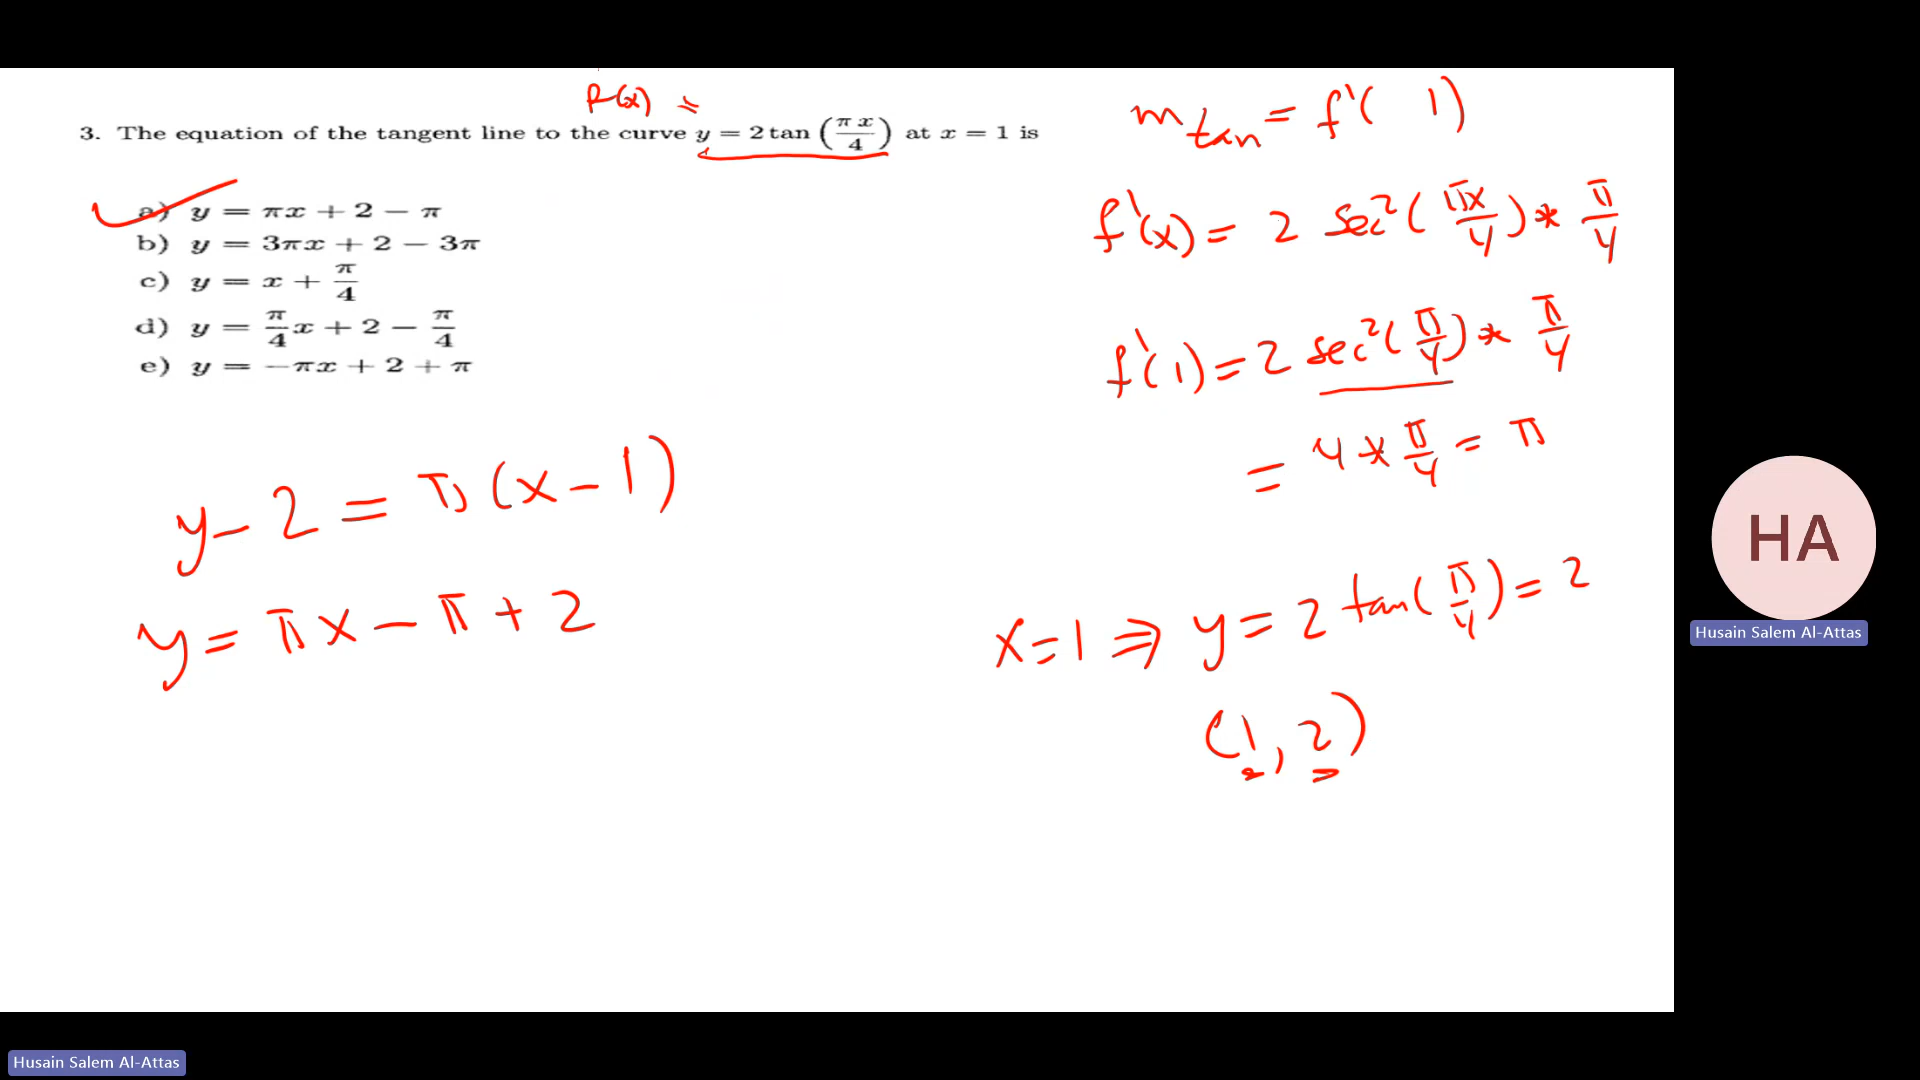 f(x) =
3. The equation of the tangent line to the curve y = 2 tan (πx/4) at x = 1 is
a) y = πx + 2 − π
b) y = 3πx + 2 − 3π
c) y = x + π/4
d) y = π/4 x + 2 − π/4
e) y = −πx + 2 + π
y − 2 = π(x − 1)
y = πx − π + 2
m tan = f'( 1)
f'(x) = 2 sec²(πx/4) * π/4
f'(1) = 2 sec²(π/4) * π/4
= 4 * π/4 = π
x = 1 ⇒ y = 2 tan(π/4) = 2
(1, 2)
HA
Husain Salem Al-Attas
Husain Salem Al-Attas